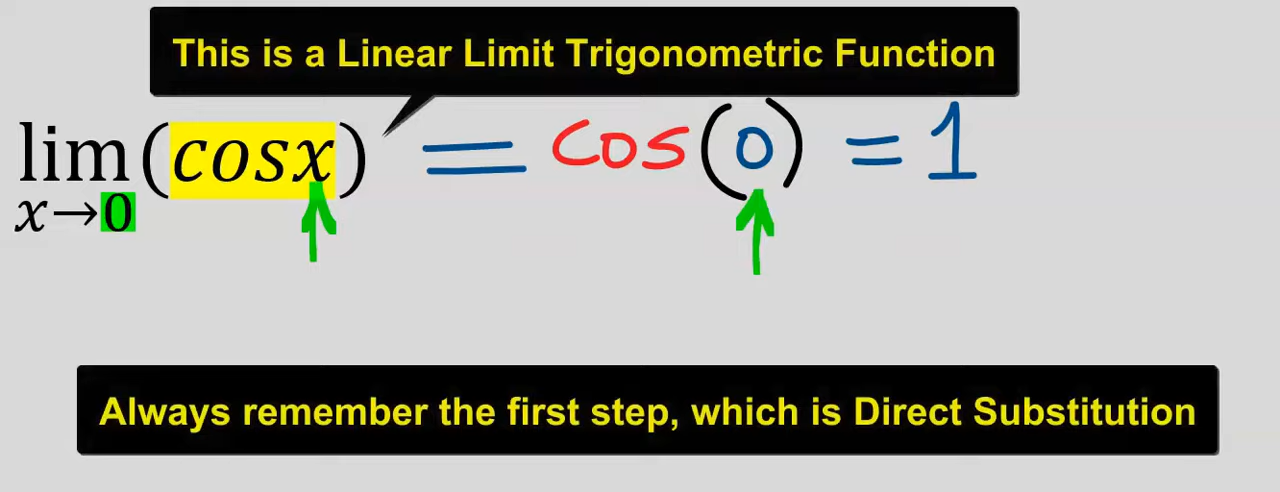 This is a Linear Limit Trigonometric Function
lim (cosx) = cos(0) = 1
x→0
Always remember the first step, which is Direct Substitution